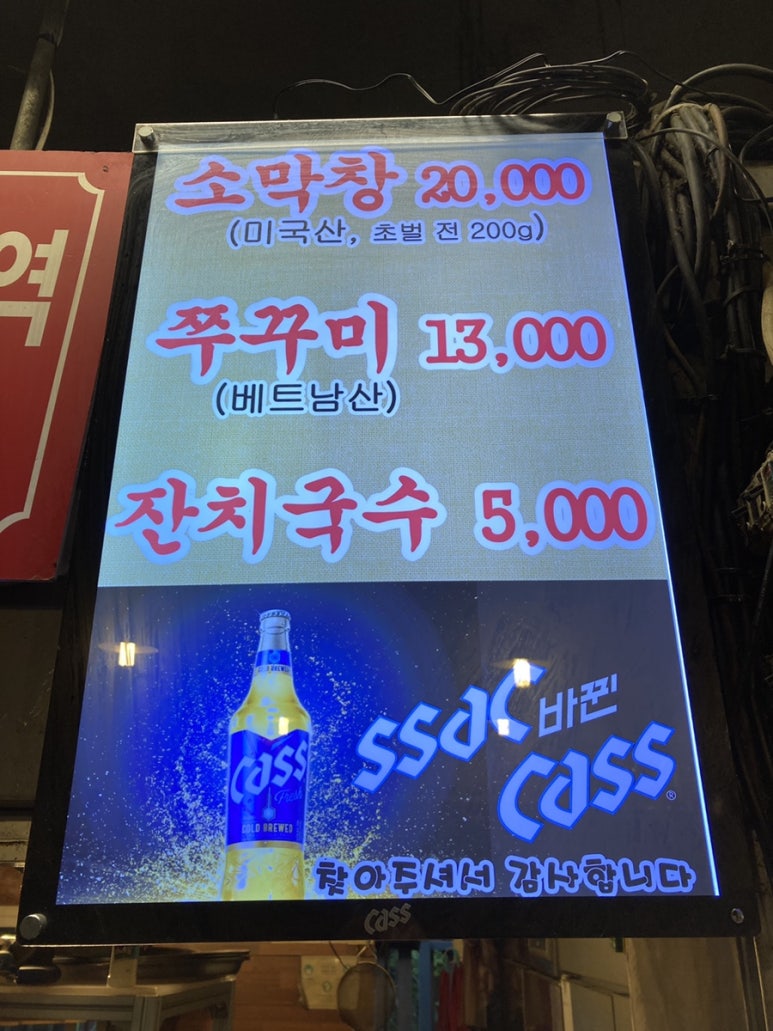 소막창 20,000
(미국산, 초벌 전 200g)
쭈꾸미 13,000
(베트남산)
잔치국수 5,000
역
Cass
COLD BREWED
ssac 바뀐
Cass
찾아주셔서 감사합니다
Cass